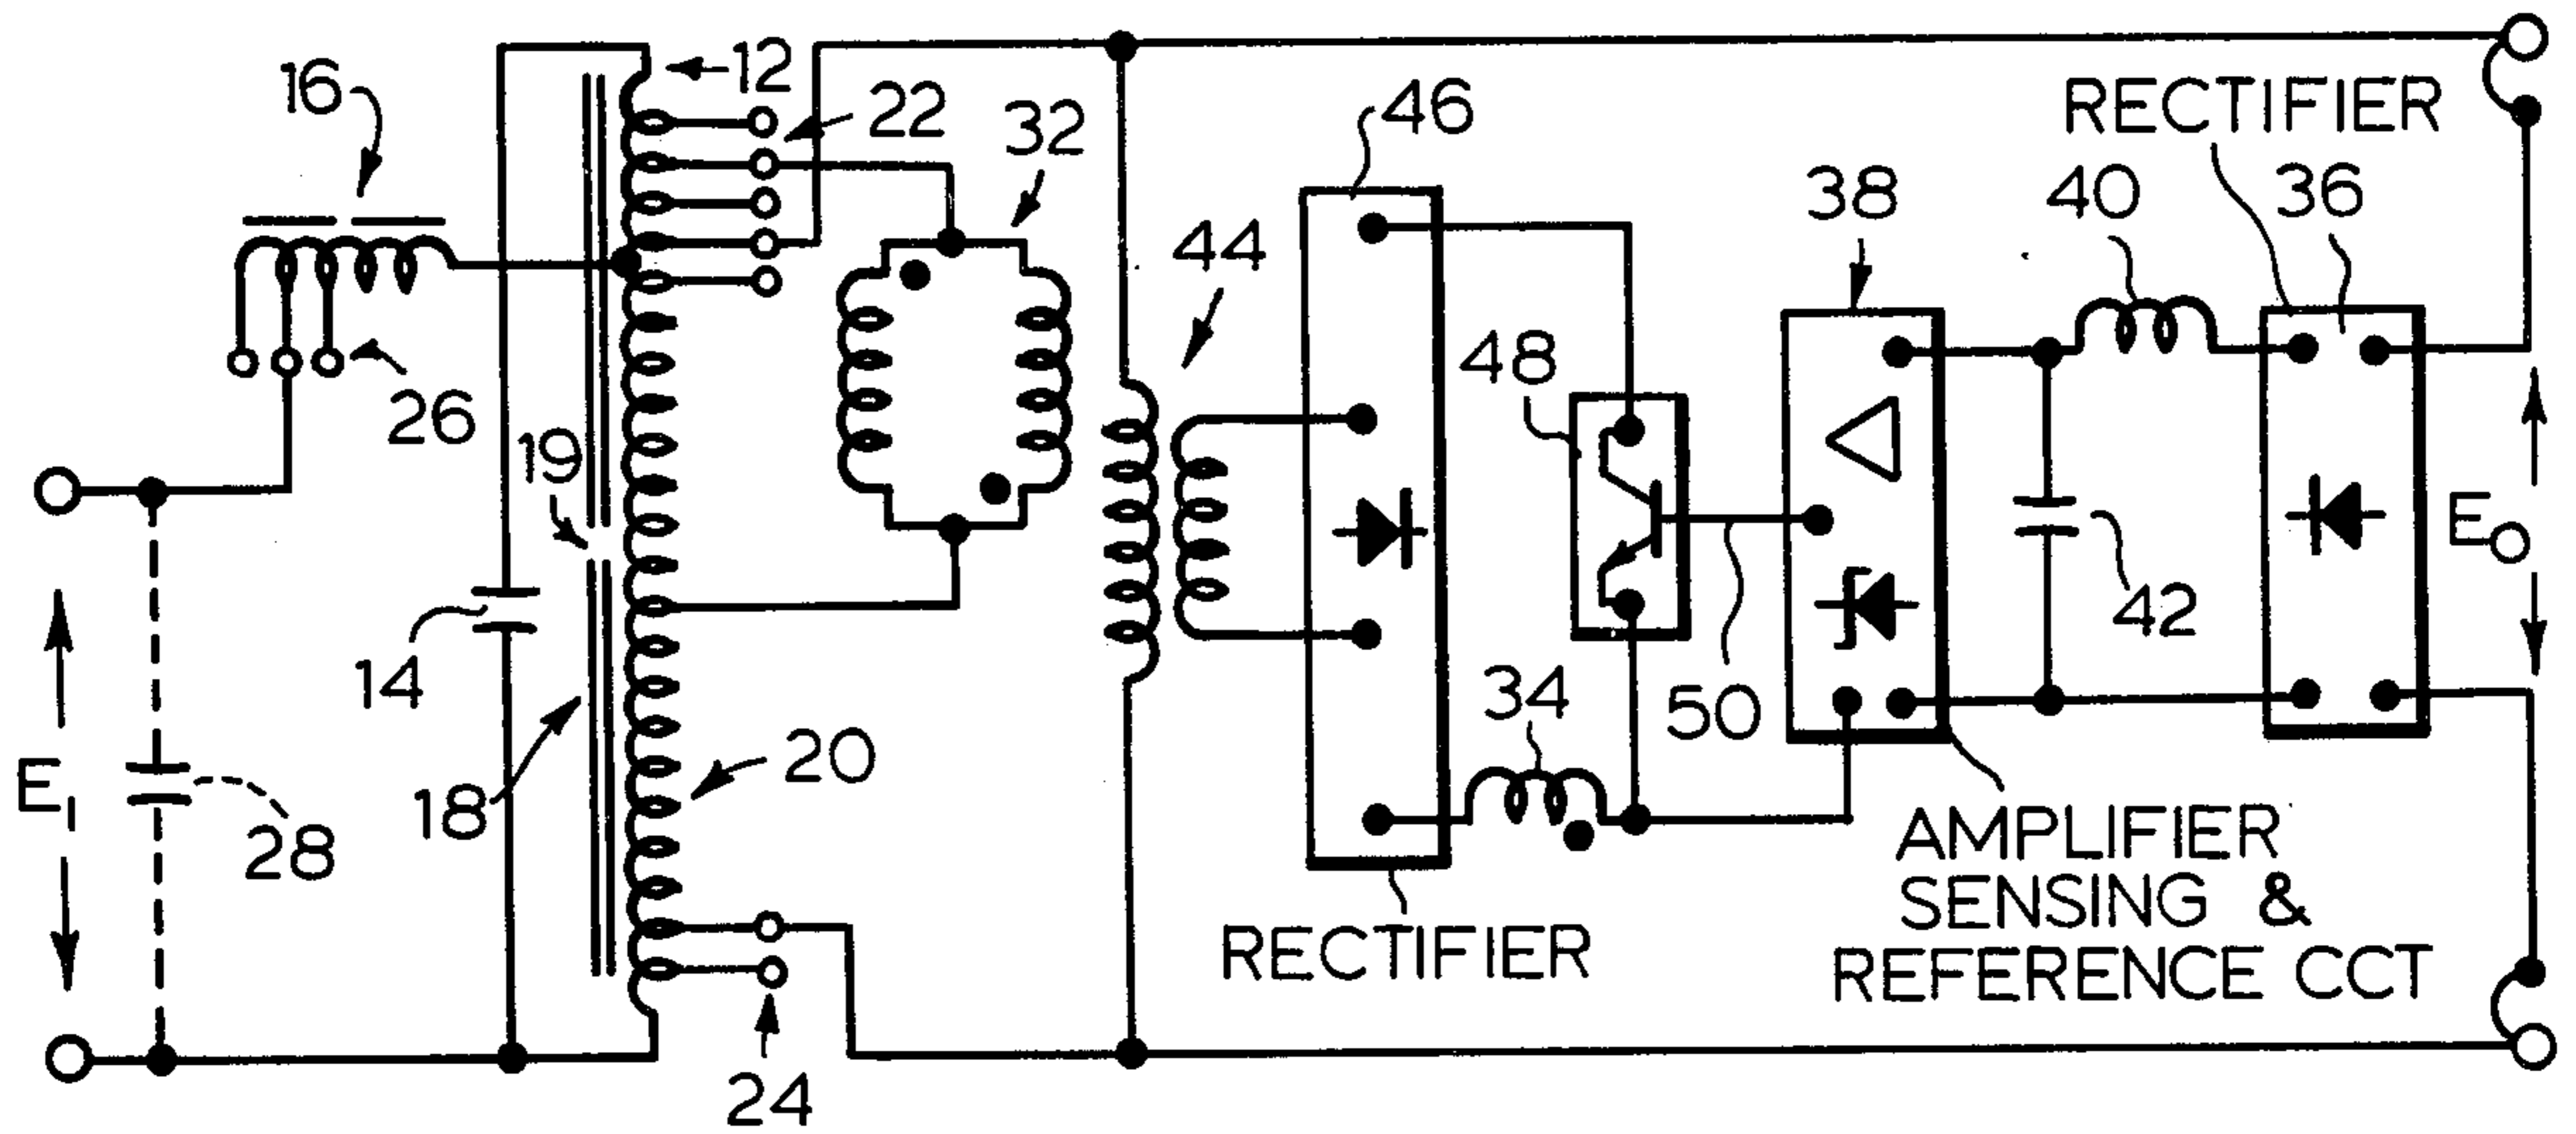 12
16
22
32
46
RECTIFIER
38
40
36
44
48
26
19
E1
14
18
28
20
24
34
50
42
EO
RECTIFIER
AMPLIFIER
SENSING &
REFERENCE CCT